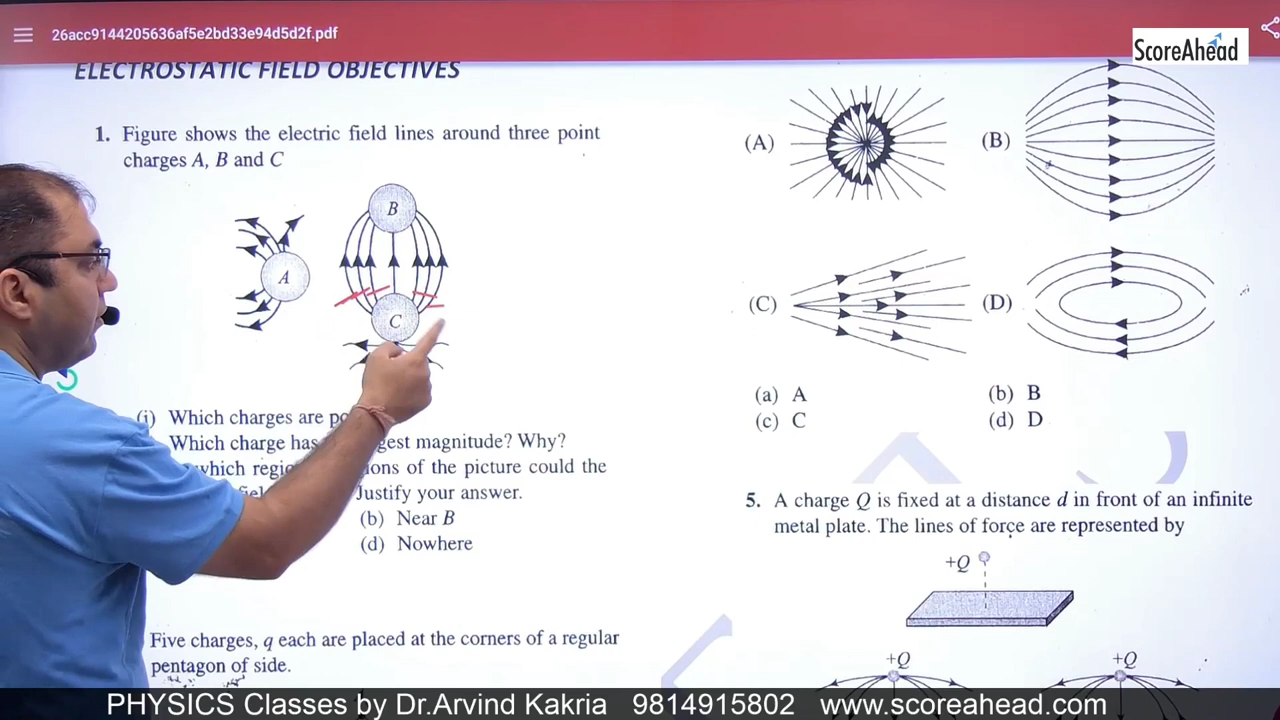 26acc9144205636af5e2bd33e94d5d2f.pdf
ScoreAhead
ELECTROSTATIC FIELD OBJECTIVES
1. Figure shows the electric field lines around three point
charges A, B and C
A
B
C
(i) Which charges are
Which charge has
gest magnitude? Why?
which
of the picture could the
Justify your answer.
(b) Near B
(d) Nowhere
Five charges, q each are placed at the corners of a regular
pentagon of side.
(A)
(B)
(C)
(D)
(a) A
(b) B
(c) C
(d) D
5. A charge Q is fixed at a distance d in front of an infinite
metal plate. The lines of force are represented by
+Q
+Q
+Q
PHYSICS Classes by Dr.Arvind Kakria 9814915802 www.scoreahead.com